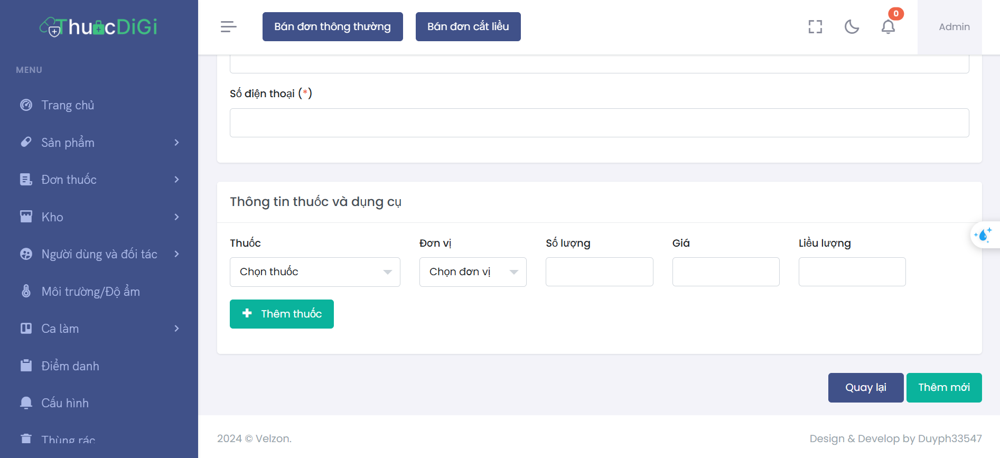 ThuốcDiGi
Bán đơn thông thường
Bán đơn cắt liều
0
Admin
MENU
Trang chủ
Sản phẩm
Đơn thuốc
Kho
Người dùng và đối tác
Môi trường/Độ ẩm
Ca làm
Điểm danh
Cấu hình
Thùng rác
Số điện thoại (*)
Thông tin thuốc và dụng cụ
Thuốc
Đơn vị
Số lượng
Giá
Liều lượng
Chọn thuốc
Chọn đơn vị
Thêm thuốc
Quay lại
Thêm mới
2024 © Velzon.
Design & Develop by Duyph33547